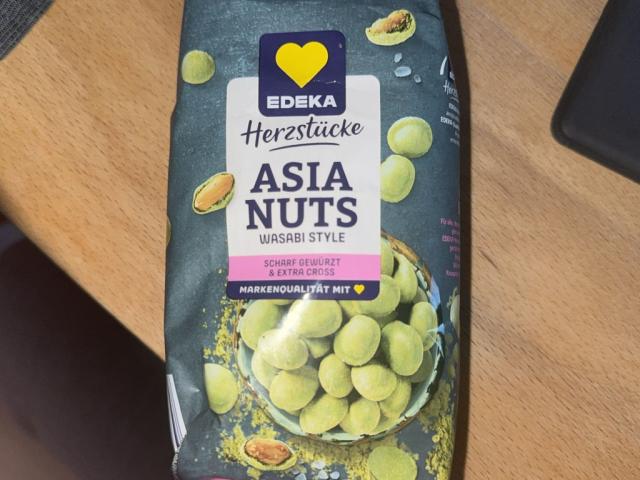 EDEKA
Herzstücke
ASIA
NUTS
WASABI STYLE
SCHARF GEWÜRZT
& EXTRA CROSS
MARKENQUALITÄT MIT